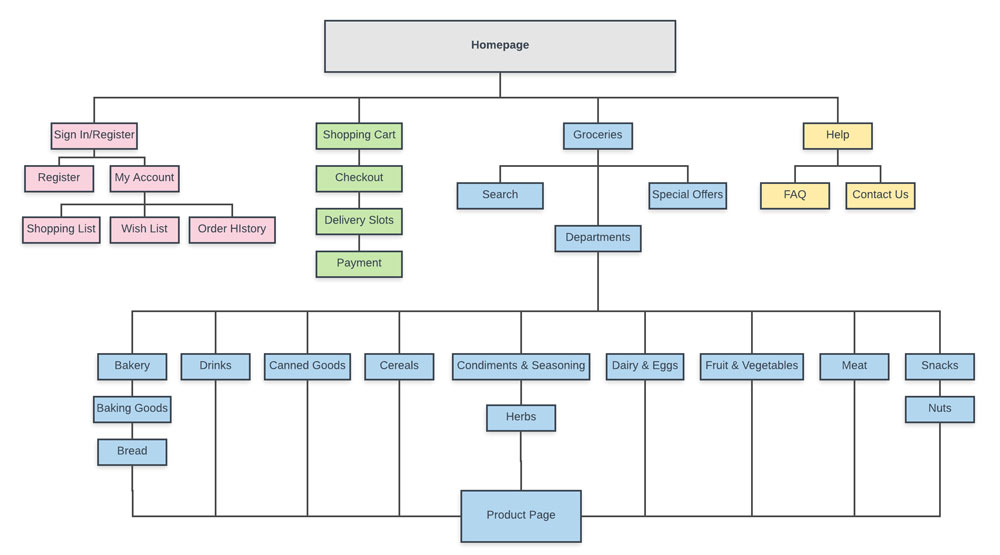 Homepage
Sign In/Register
Shopping Cart
Groceries
Help
Register
My Account
Checkout
Search
Special Offers
FAQ
Contact Us
Shopping List
Wish List
Order HIstory
Delivery Slots
Departments
Payment
Bakery
Drinks
Canned Goods
Cereals
Condiments & Seasoning
Dairy & Eggs
Fruit & Vegetables
Meat
Snacks
Baking Goods
Herbs
Nuts
Bread
Product Page